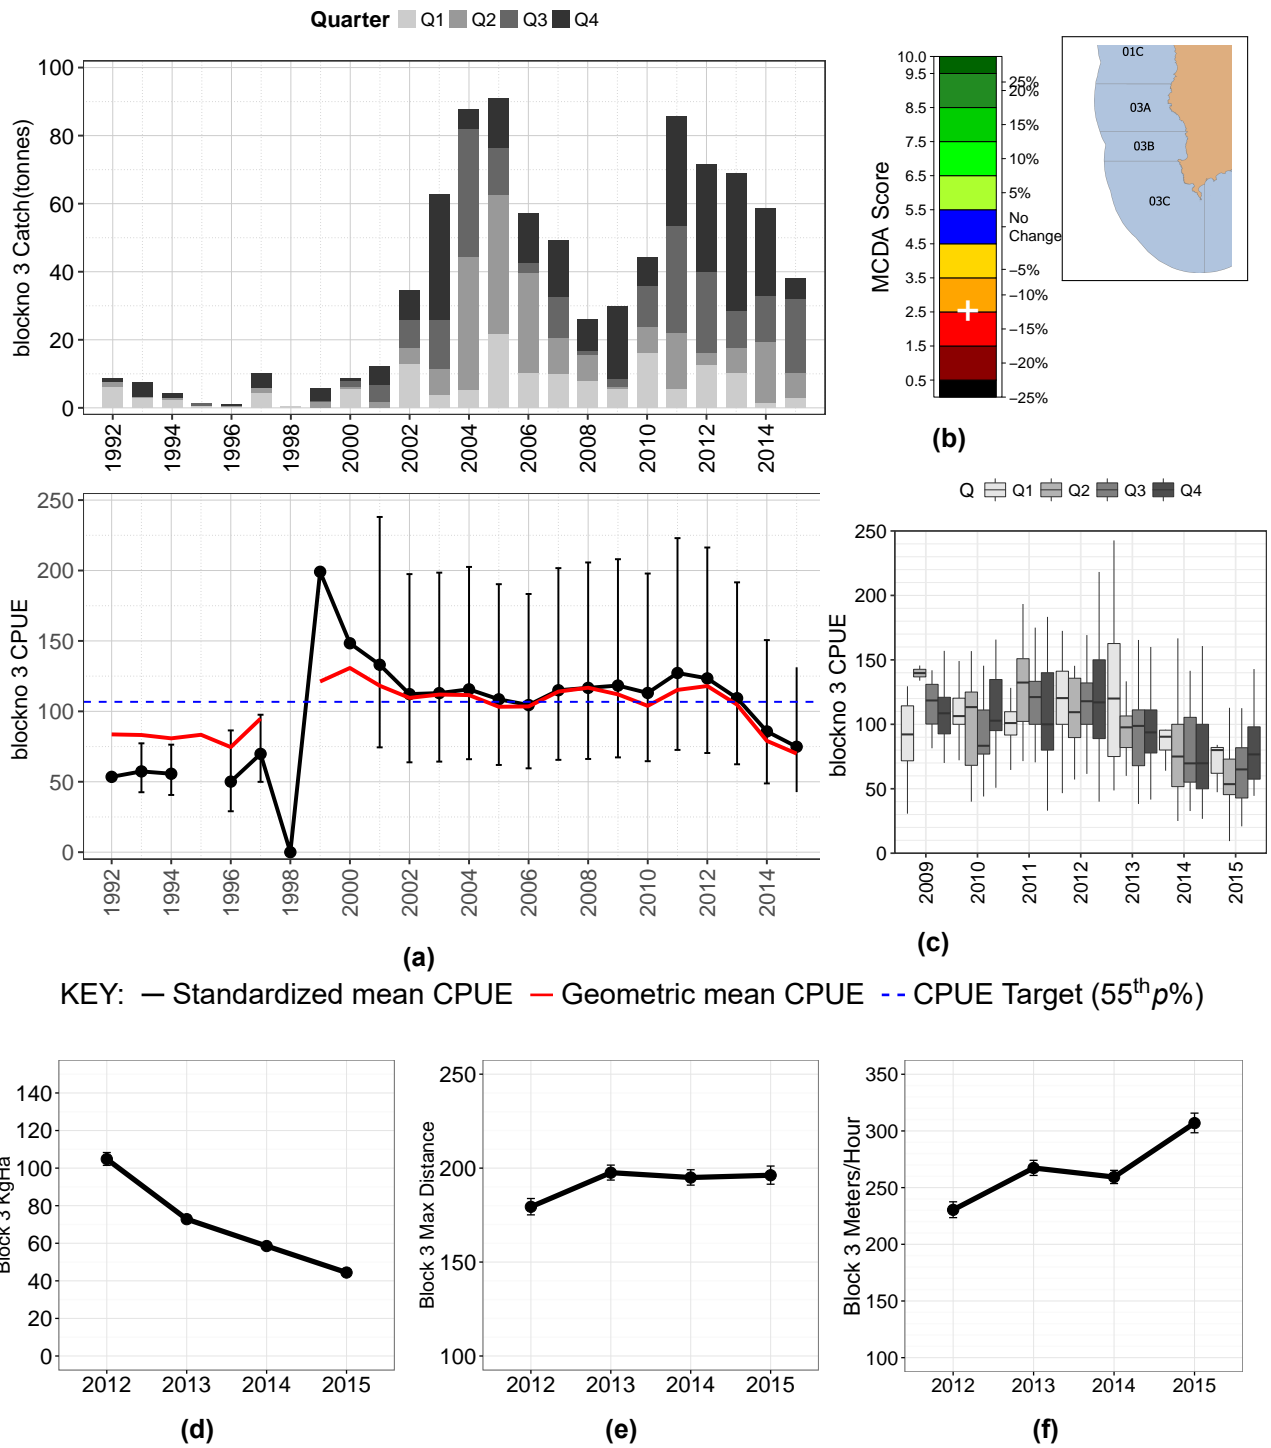 Quarter Q1 Q2 Q3 Q4
blockno 3 Catch(tonnes)
100
80
60
40
20
0
1992 1994 1996 1998 2000 2002 2004 2006 2008 2010 2012 2014
MCDA Score
10.0
9.5
8.5
7.5
6.5
5.5
4.5
3.5
2.5
1.5
0.5
25%
20%
15%
10%
5%
No
Change
−5%
−10%
−15%
−20%
−25%
(b)
01C
03A
03B
03C
blockno 3 CPUE
250
200
150
100
50
0
1992 1994 1996 1998 2000 2002 2004 2006 2008 2010 2012 2014
(a)
Q Q1 Q2 Q3 Q4
blockno 3 CPUE
250
200
150
100
50
0
2009 2010 2011 2012 2013 2014 2015
(c)
KEY: Standardized mean CPUE Geometric mean CPUE CPUE Target (55th p%)
Block 3 KgHa
140
120
100
80
60
40
20
0
2012 2013 2014 2015
(d)
Block 3 Max Distance
250
200
150
100
2012 2013 2014 2015
(e)
Block 3 Meters/Hour
350
300
250
200
150
100
2012 2013 2014 2015
(f)